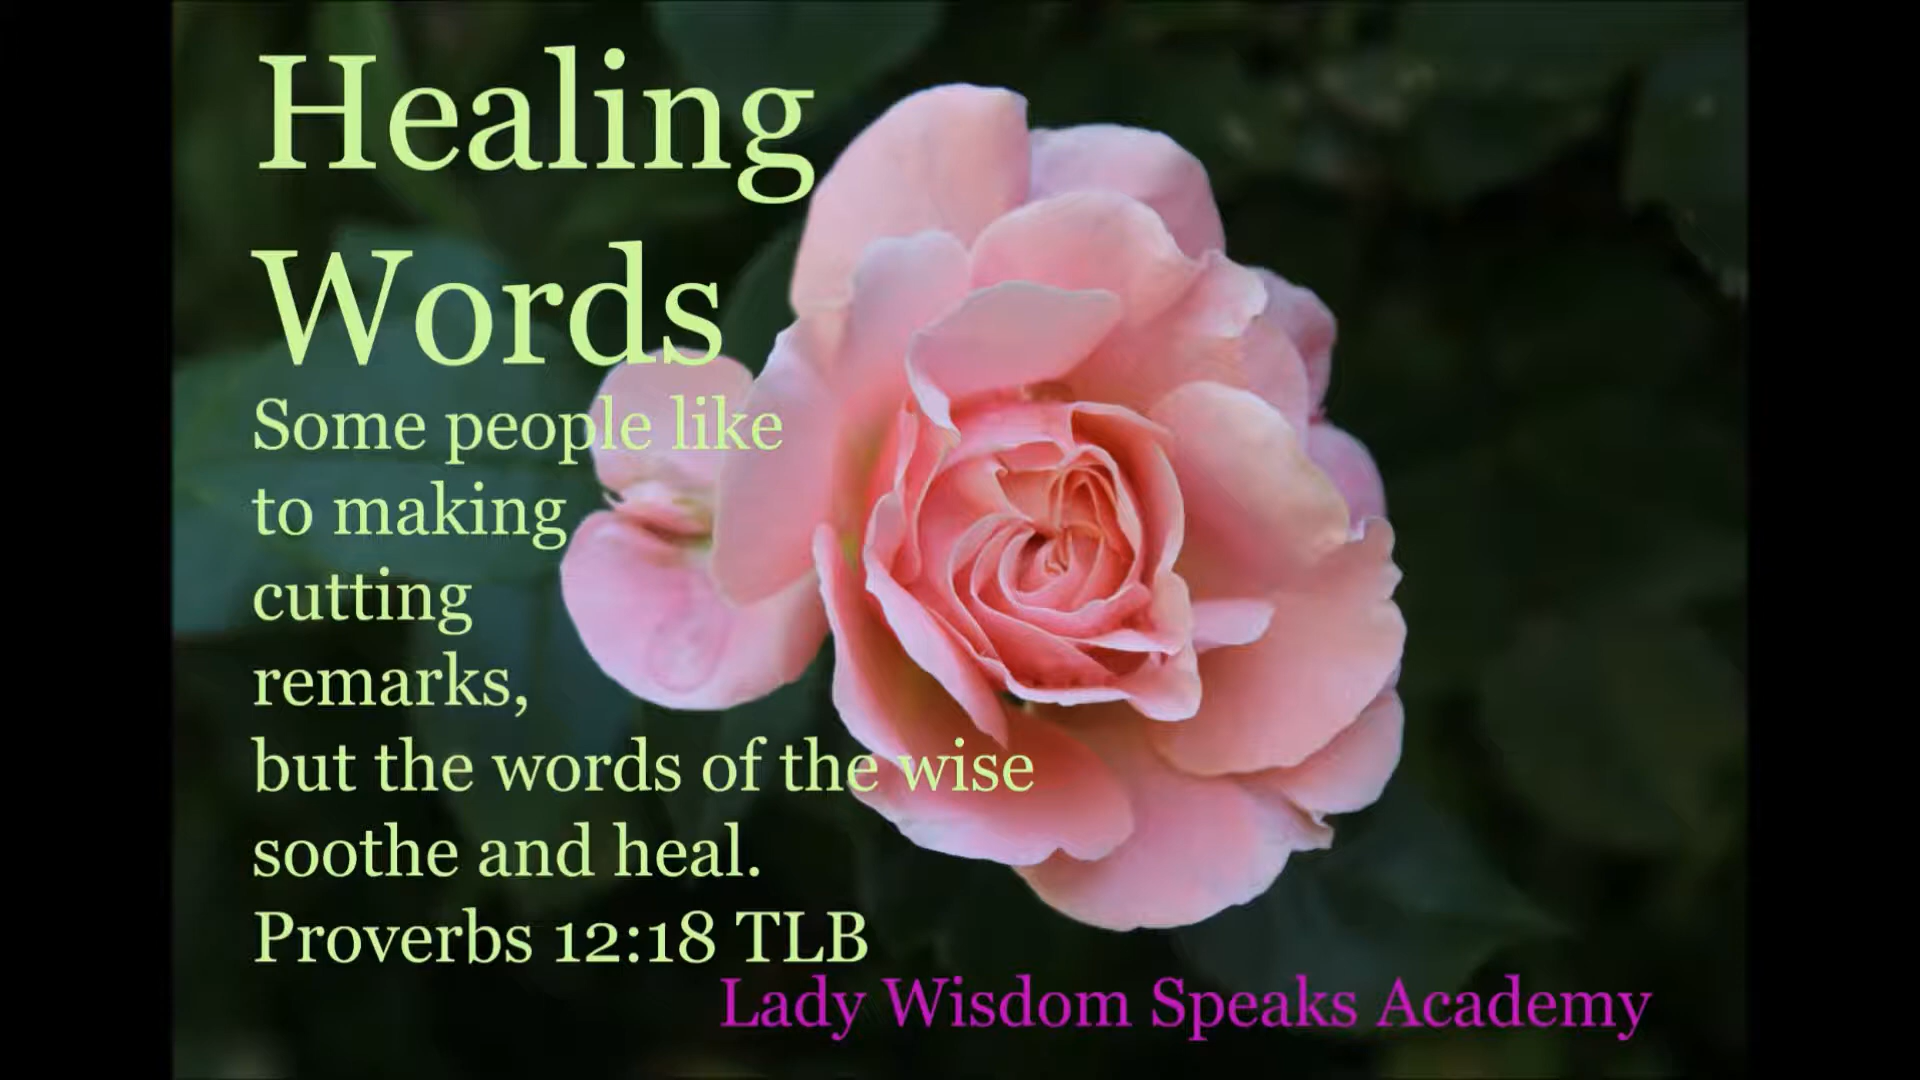 Healing
Words
Some people like
to making
cutting
remarks,
but the words of the wise
soothe and heal.
Proverbs 12:18 TLB
Lady Wisdom Speaks Academy